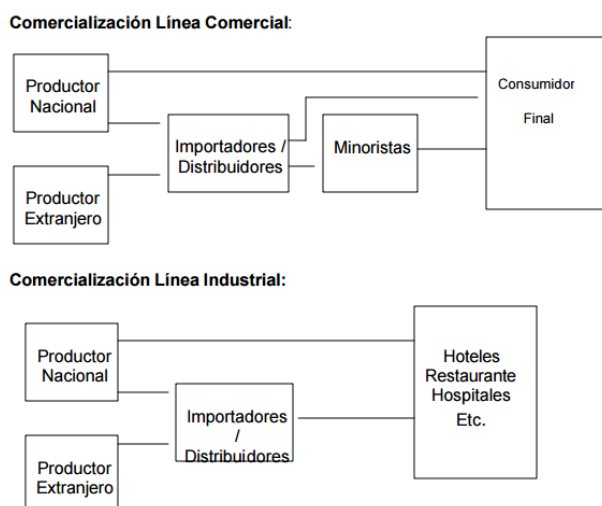 Comercialización Línea Comercial:
Productor
Nacional
Importadores /
Distribuidores
Minoristas
Consumidor
Final
Productor
Extranjero
Comercialización Línea Industrial:
Productor
Nacional
Importadores
/
Distribuidores
Hoteles
Restaurante
Hospitales
Etc.
Productor
Extranjero